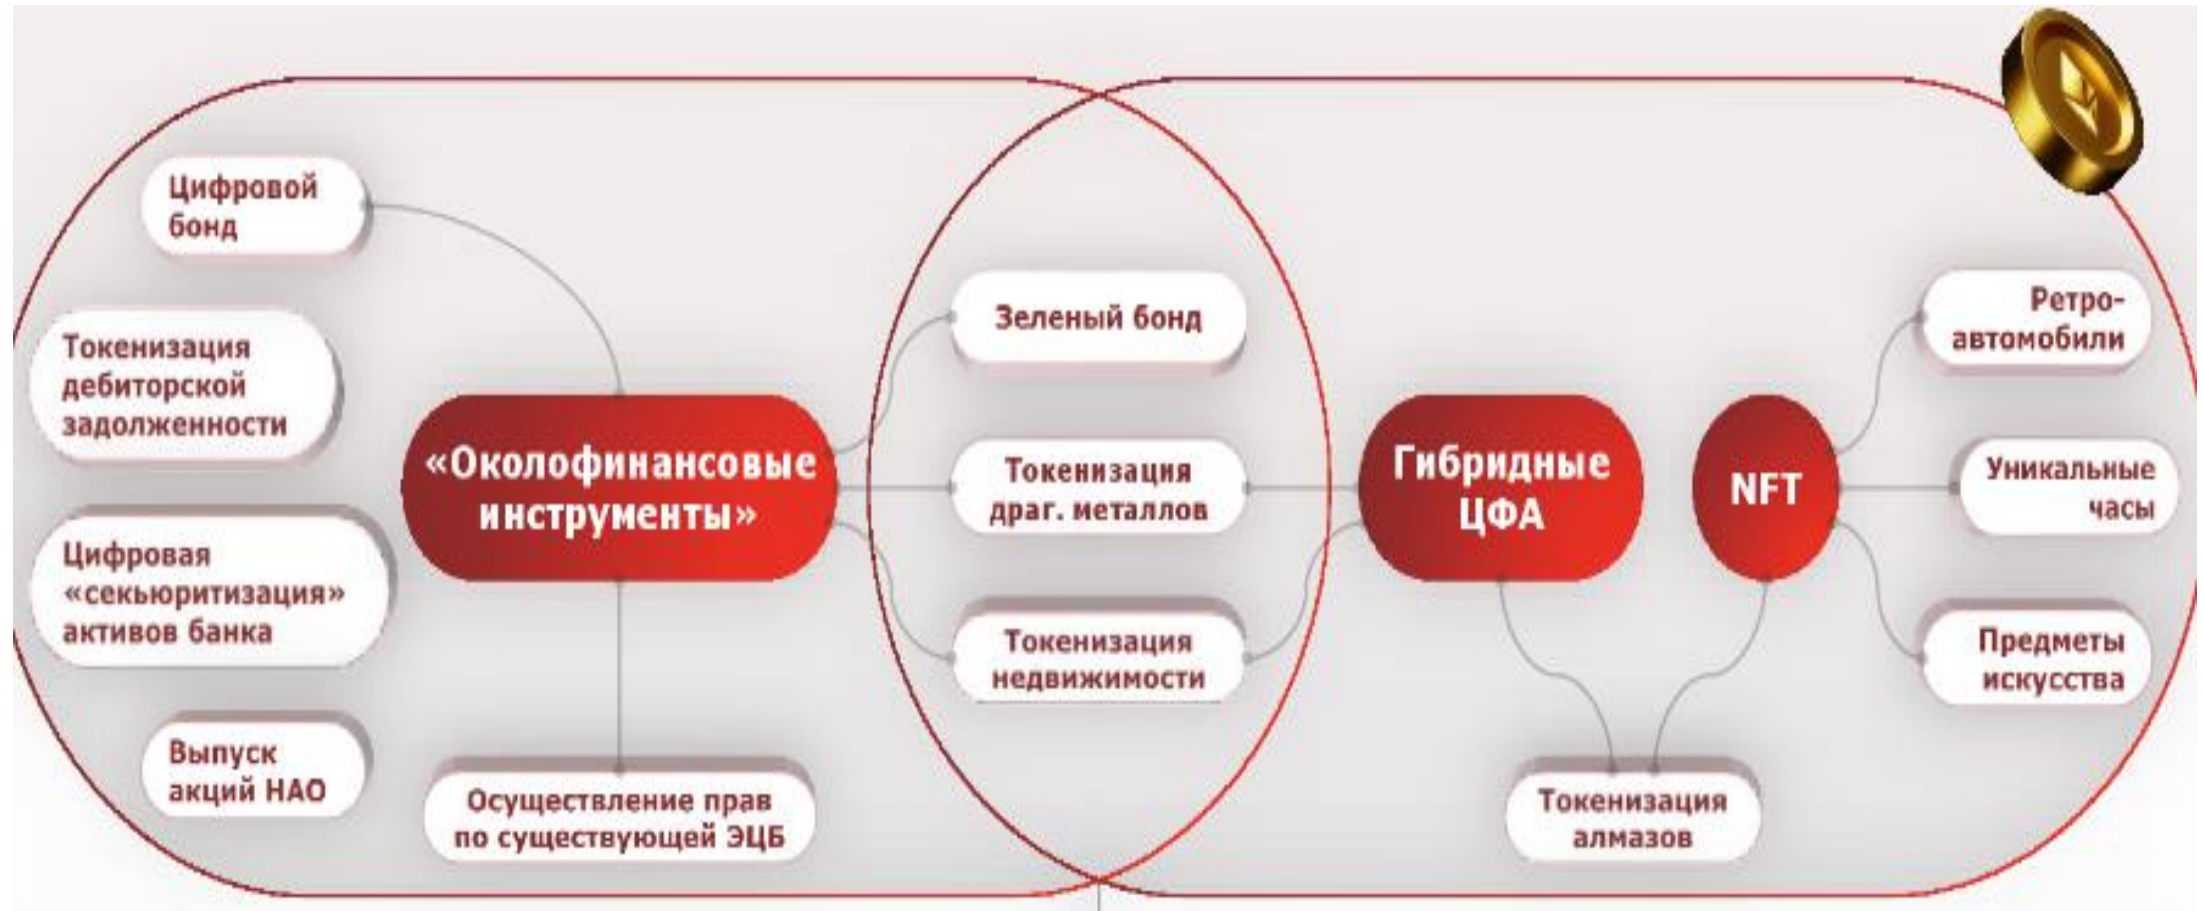 Цифровой
бонд
Токенизация
дебиторской
задолженности
Цифровая
«секьюритизация»
активов банка
Выпуск
акций НАО
«Околофинансовые
инструменты»
Осуществление прав
по существующей ЭЦБ
Зеленый бонд
Токенизация
драг. металлов
Токенизация
недвижимости
Гибридные
ЦФА
NFT
Токенизация
алмазов
Ретро-
автомобили
Уникальные
часы
Предметы
искусства